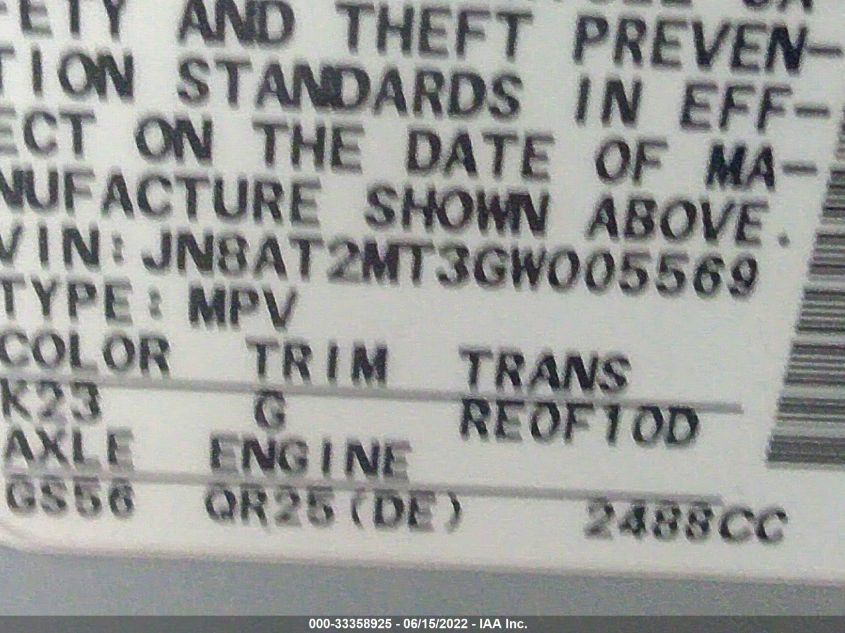 FETY AND THEFT PREVEN-
TION STANDARDS IN EFF-
ECT ON THE DATE OF MA-
NUFACTURE SHOWN ABOVE.
VIN: JN8AT2MT3GW005569
TYPE: MPV
COLOR TRIM TRANS
K23 G RE0F10D
AXLE ENGINE
GS56 QR25(DE) 2488CC
000-33358925 - 06/15/2022 - IAA Inc.